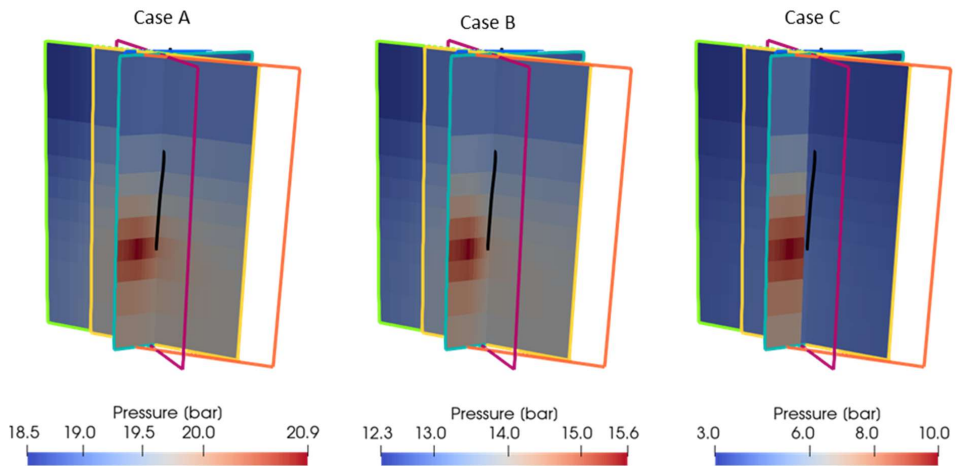 Case A
Case B
Case C
Pressure (bar)
18.5 19.0 19.5 20.0 20.9
Pressure (bar)
12.3 13.0 14.0 15.0 15.6
Pressure (bar)
3.0 6.0 8.0 10.0